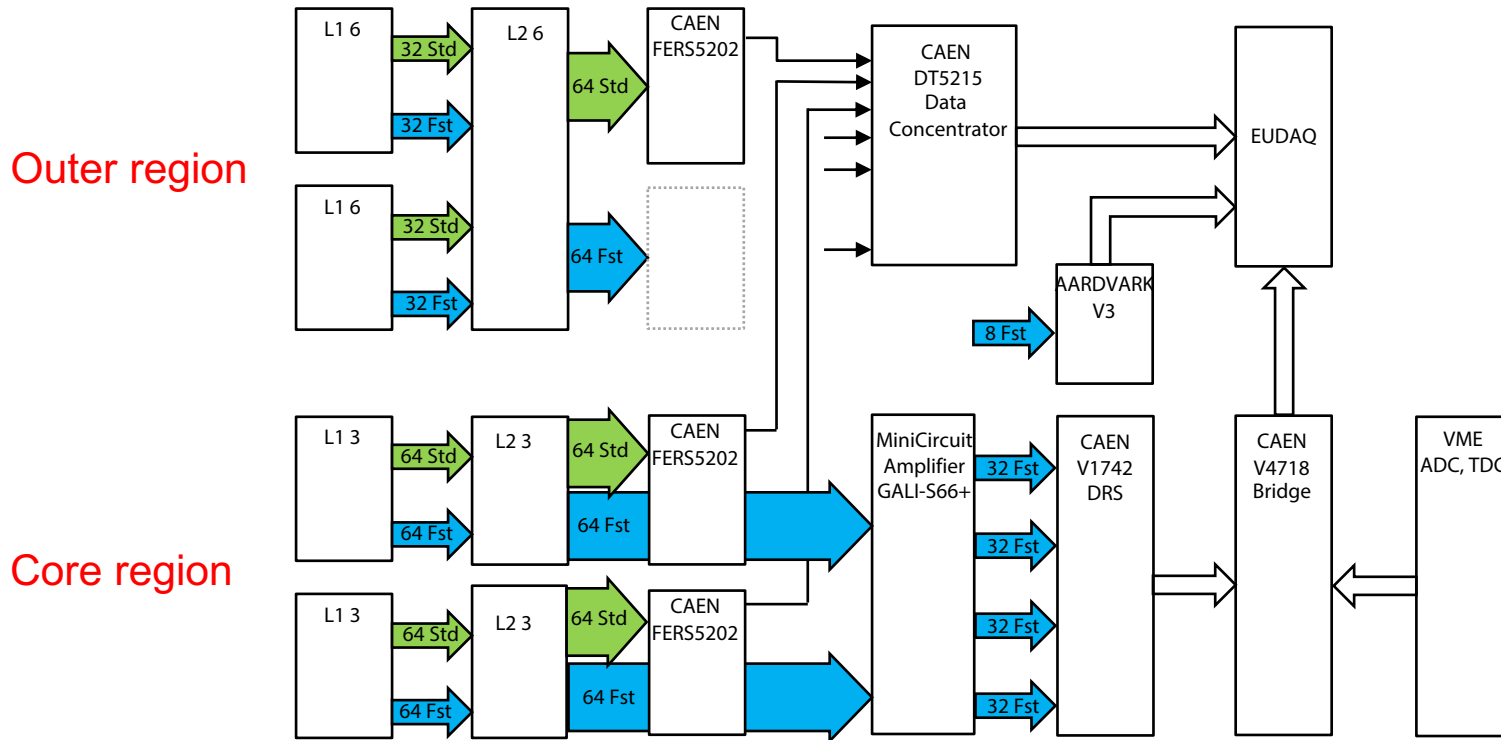 Outer region
L1 6
32 Std
32 Fst
L1 6
32 Std
32 Fst
L2 6
64 Std
64 Fst
CAEN
FERS5202
CAEN
DT5215
Data
Concentrator
EUDAQ
AARDVARK
V3
8 Fst
Core region
L1 3
64 Std
64 Fst
L2 3
64 Std
64 Fst
CAEN
FERS5202
L1 3
64 Std
64 Fst
L2 3
64 Std
64 Fst
CAEN
FERS5202
MiniCircuit
Amplifier
GALI-S66+
32 Fst
32 Fst
32 Fst
32 Fst
CAEN
V1742
DRS
CAEN
V4718
Bridge
VME
ADC, TDC